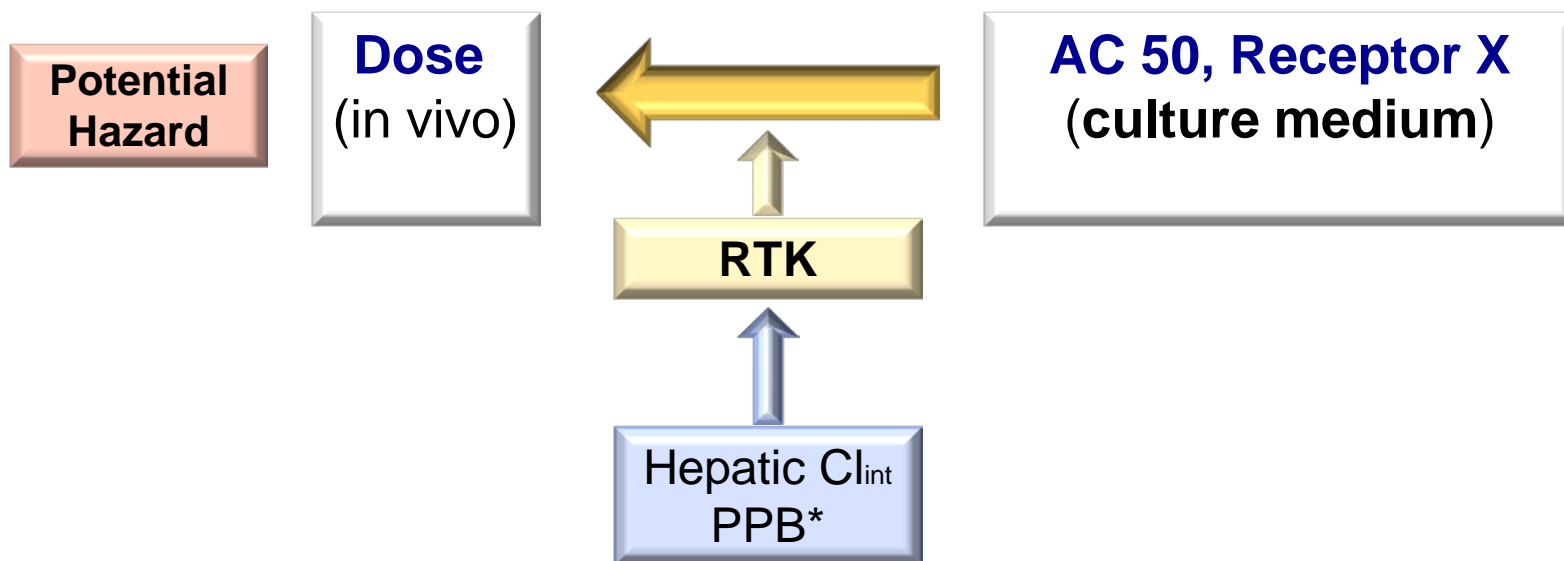 Potential
Hazard
Dose
(in vivo)
AC 50, Receptor X
(culture medium)
RTK
Hepatic Clint
PPB*